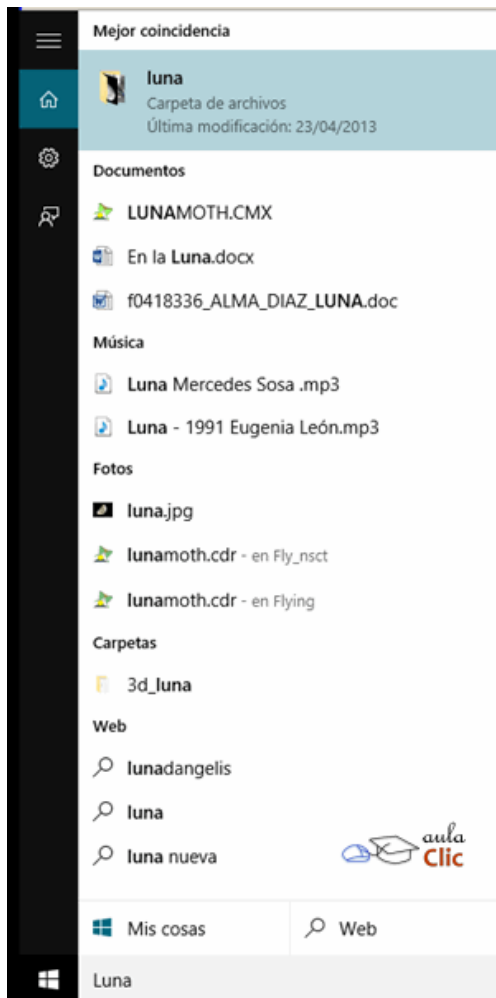 Mejor coincidencia
luna
Carpeta de archivos
Última modificación: 23/04/2013
Documentos
LUNAMOTH.CMX
En la Luna.docx
f0418336_ALMA_DIAZ_LUNA.doc
Música
Luna Mercedes Sosa .mp3
Luna - 1991 Eugenia León.mp3
Fotos
luna.jpg
lunamoth.cdr - en Fly_nsct
lunamoth.cdr - en Flying
Carpetas
3d_luna
Web
lunadangelis
luna
luna nueva
aula
Clic
Mis cosas
Web
Luna